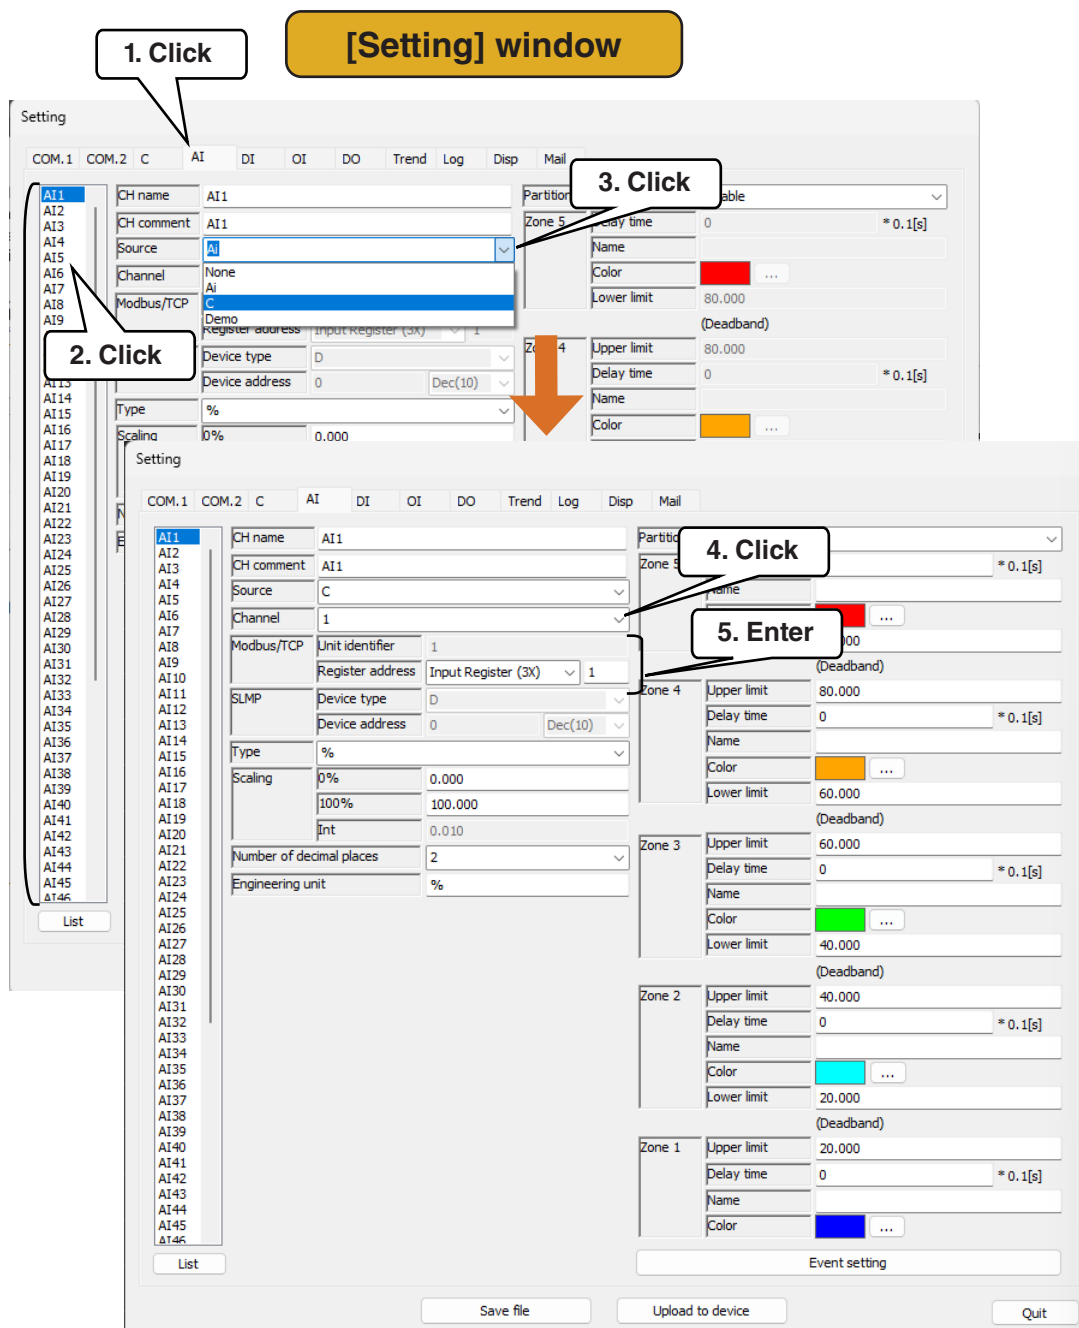 [Setting] window
1. Click
Setting
COM.1 COM.2 C AI DI OI DO Trend Log Disp Mail
3. Click
AI1
AI2
AI3
AI4
AI5
AI6
AI7
AI8
AI9
2. Click
AI13
AI14
AI15
AI16
AI17
AI18
AI19
AI20
AI21
AI22
AI23
AI24
AI25
AI26
AI27
AI28
AI29
AI30
AI31
AI32
AI33
AI34
AI35
AI36
AI37
AI38
AI39
AI40
AI41
AI42
AI43
AI44
AI45
AI46
List
CH name AI1
CH comment AI1
Source Ai
None
Ai
C
Demo
Channel
Modbus/TCP
Register address Input Register (3X) 1
Device type D
Device address 0 Dec(10)
Type %
Scaling 0% 0.000
Partition able
Zone 5 Delay time 0 * 0.1[s]
Name
Color ...
Lower limit 80.000
(Deadband)
Upper limit 80.000
Delay time 0 * 0.1[s]
Name
Color ...
Setting
COM.1 COM.2 C AI DI OI DO Trend Log Disp Mail
AI1
AI2
AI3
AI4
AI5
AI6
AI7
AI8
AI9
AI10
AI11
AI12
AI13
AI14
AI15
AI16
AI17
AI18
AI19
AI20
AI21
AI22
AI23
AI24
AI25
AI26
AI27
AI28
AI29
AI30
AI31
AI32
AI33
AI34
AI35
AI36
AI37
AI38
AI39
AI40
AI41
AI42
AI43
AI44
AI45
AI46
List
CH name AI1
CH comment AI1
Source C
Channel 1
Modbus/TCP Unit identifier 1
Register address Input Register (3X) 1
SLMP Device type D
Device address 0 Dec(10)
Type %
Scaling 0% 0.000
100% 100.000
Int 0.010
Number of decimal places 2
Engineering unit %
4. Click
5. Enter
Zone 5 * 0.1[s]
Name
...
(Deadband)
Zone 4 Upper limit 80.000
Delay time 0 * 0.1[s]
Name
Color ...
Lower limit 60.000
(Deadband)
Zone 3 Upper limit 60.000
Delay time 0 * 0.1[s]
Name
Color ...
Lower limit 40.000
(Deadband)
Zone 2 Upper limit 40.000
Delay time 0 * 0.1[s]
Name
Color ...
Lower limit 20.000
(Deadband)
Zone 1 Upper limit 20.000
Delay time 0 * 0.1[s]
Name
Color ...
Event setting
Save file Upload to device Quit